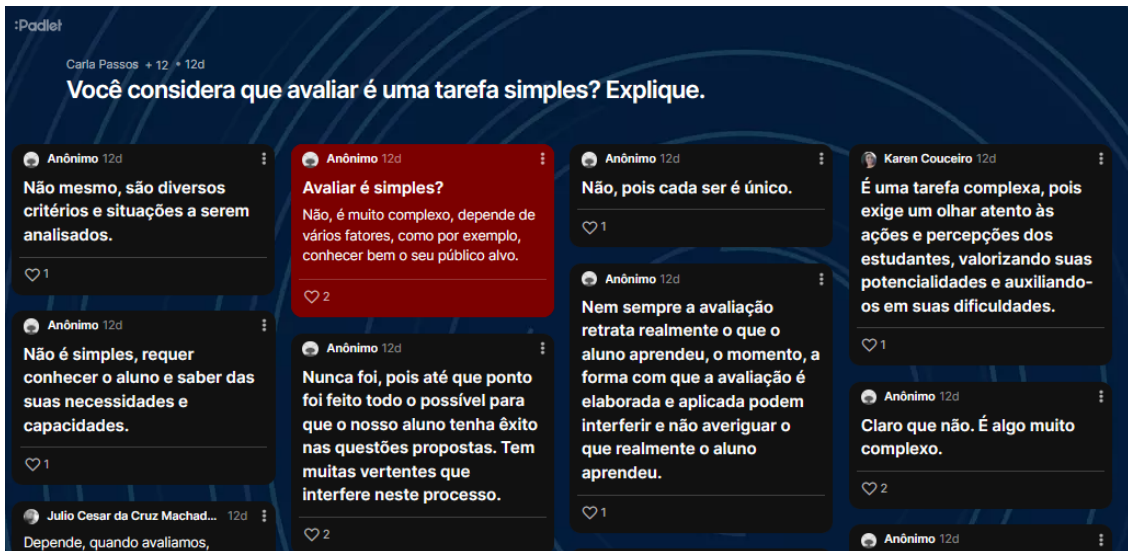 :Padlet
Carla Passos + 12 • 12d
Você considera que avaliar é uma tarefa simples? Explique.
Anônimo 12d
Não mesmo, são diversos
critérios e situações a serem
analisados.
1
Anônimo 12d
Não é simples, requer
conhecer o aluno e saber das
suas necessidades e
capacidades.
1
Julio Cesar da Cruz Machad... 12d
Depende, quando avaliamos,
Anônimo 12d
Avaliar é simples?
Não, é muito complexo, depende de
vários fatores, como por exemplo,
conhecer bem o seu público alvo.
2
Anônimo 12d
Nunca foi, pois até que ponto
foi feito todo o possível para
que o nosso aluno tenha êxito
nas questões propostas. Tem
muitas vertentes que
interfere neste processo.
2
Anônimo 12d
Não, pois cada ser é único.
1
Anônimo 12d
Nem sempre a avaliação
retrata realmente o que o
aluno aprendeu, o momento, a
forma com que a avaliação é
elaborada e aplicada podem
interferir e não averiguar o
que realmente o aluno
aprendeu.
1
Karen Couceiro 12d
É uma tarefa complexa, pois
exige um olhar atento às
ações e percepções dos
estudantes, valorizando suas
potencialidades e auxiliando-
os em suas dificuldades.
1
Anônimo 12d
Claro que não. É algo muito
complexo.
2
Anônimo 12d